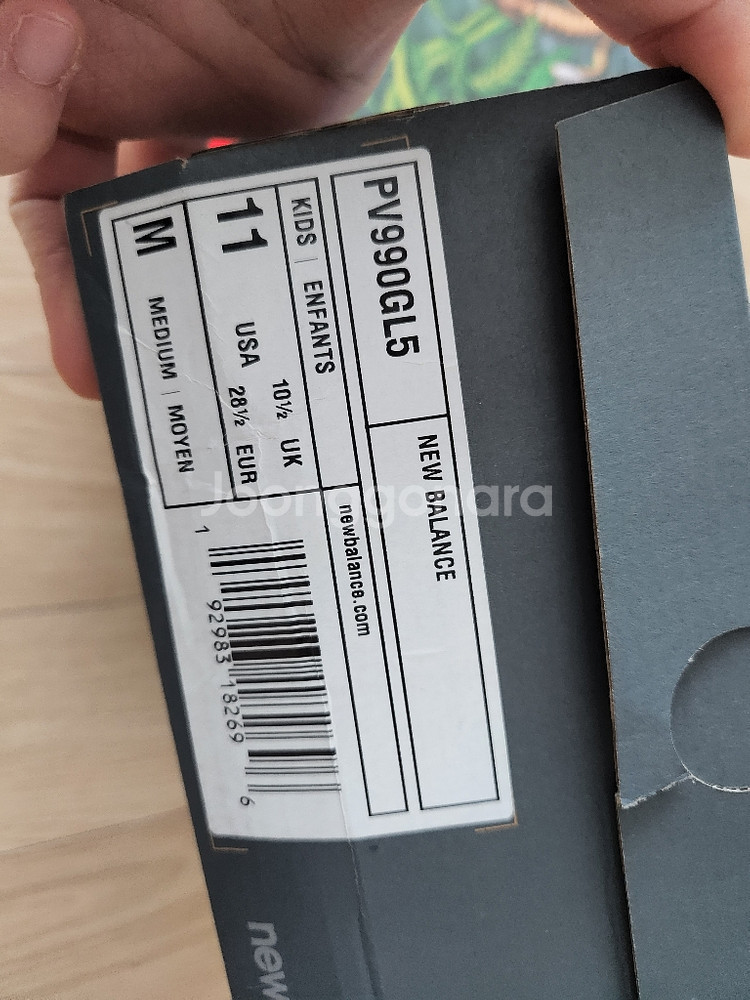 PV990GL5
NEW BALANCE
KIDS | ENFANTS
newbalance.com
11 USA
10½ UK
28½ EUR
M MEDIUM | MOYEN
1 92983 18269 6
Joonggonara
new